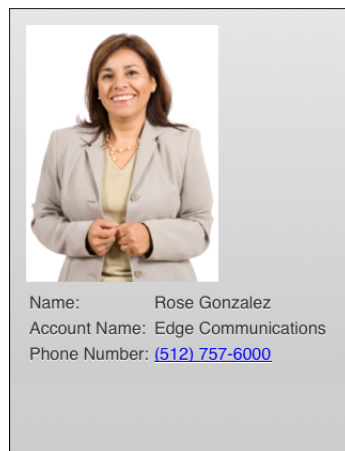 Name: Rose Gonzalez
Account Name: Edge Communications
Phone Number: (512) 757-6000